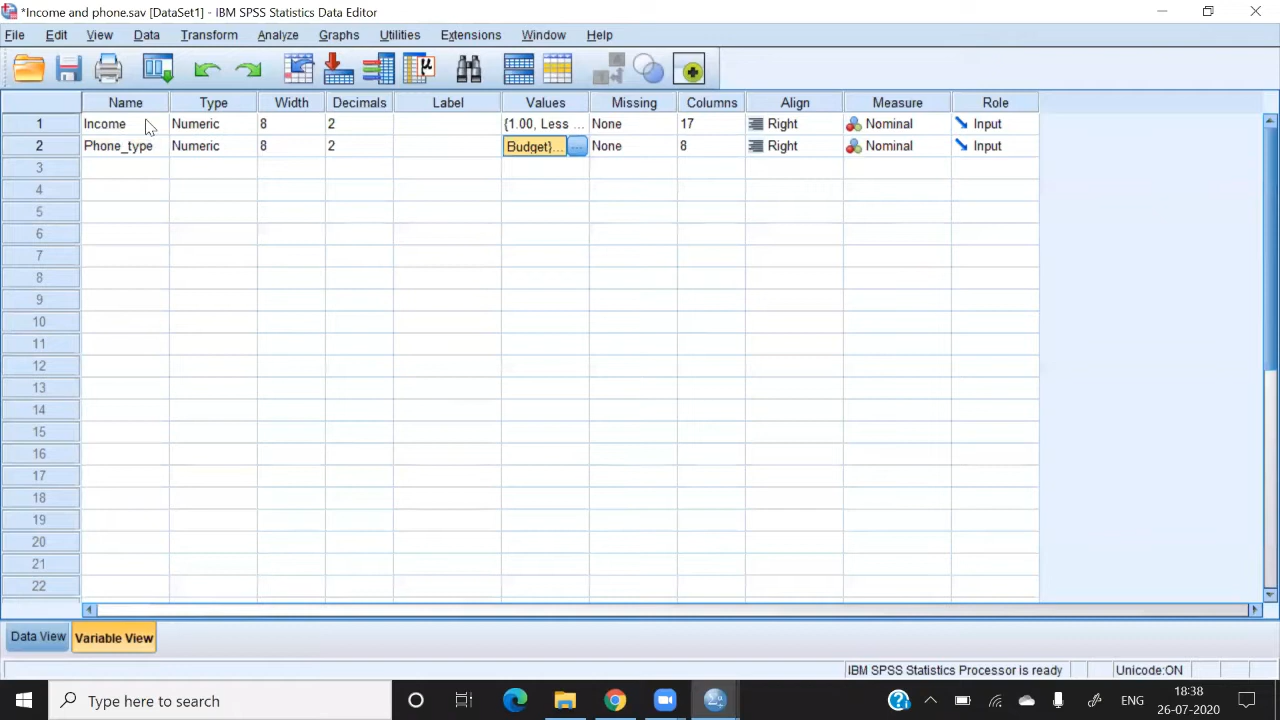 *Income and phone.sav [DataSet1] - IBM SPSS Statistics Data Editor
File Edit View Data Transform Analyze Graphs Utilities Extensions Window Help
Name Type Width Decimals Label Values Missing Columns Align Measure Role
1 Income Numeric 8 2 {1.00, Less ... None 17 Right Nominal Input
2 Phone_type Numeric 8 2 Budget}... ... None 8 Right Nominal Input
3
4
5
6
7
8
9
10
11
12
13
14
15
16
17
18
19
20
21
22
Data View Variable View
IBM SPSS Statistics Processor is ready Unicode:ON
Type here to search
ENG
18:38
26-07-2020